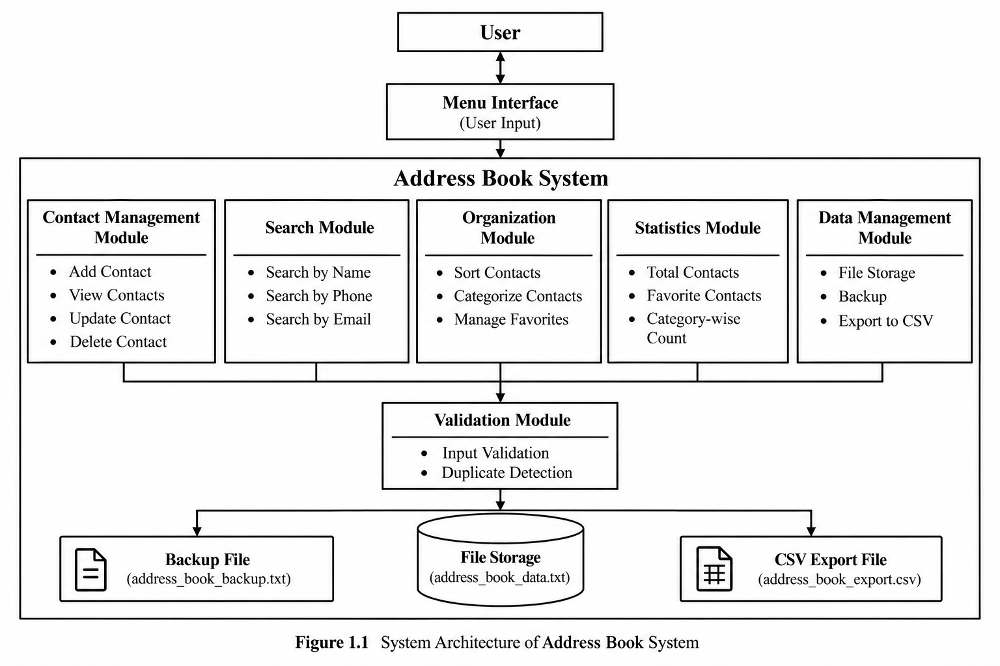 User
Menu Interface
(User Input)
Address Book System
Contact Management
Module
• Add Contact
• View Contacts
• Update Contact
• Delete Contact
Search Module
• Search by Name
• Search by Phone
• Search by Email
Organization
Module
• Sort Contacts
• Categorize Contacts
• Manage Favorites
Statistics Module
• Total Contacts
• Favorite Contacts
• Category-wise
Count
Data Management
Module
• File Storage
• Backup
• Export to CSV
Validation Module
• Input Validation
• Duplicate Detection
Backup File
(address_book_backup.txt)
File Storage
(address_book_data.txt)
CSV Export File
(address_book_export.csv)
Figure 1.1 System Architecture of Address Book System